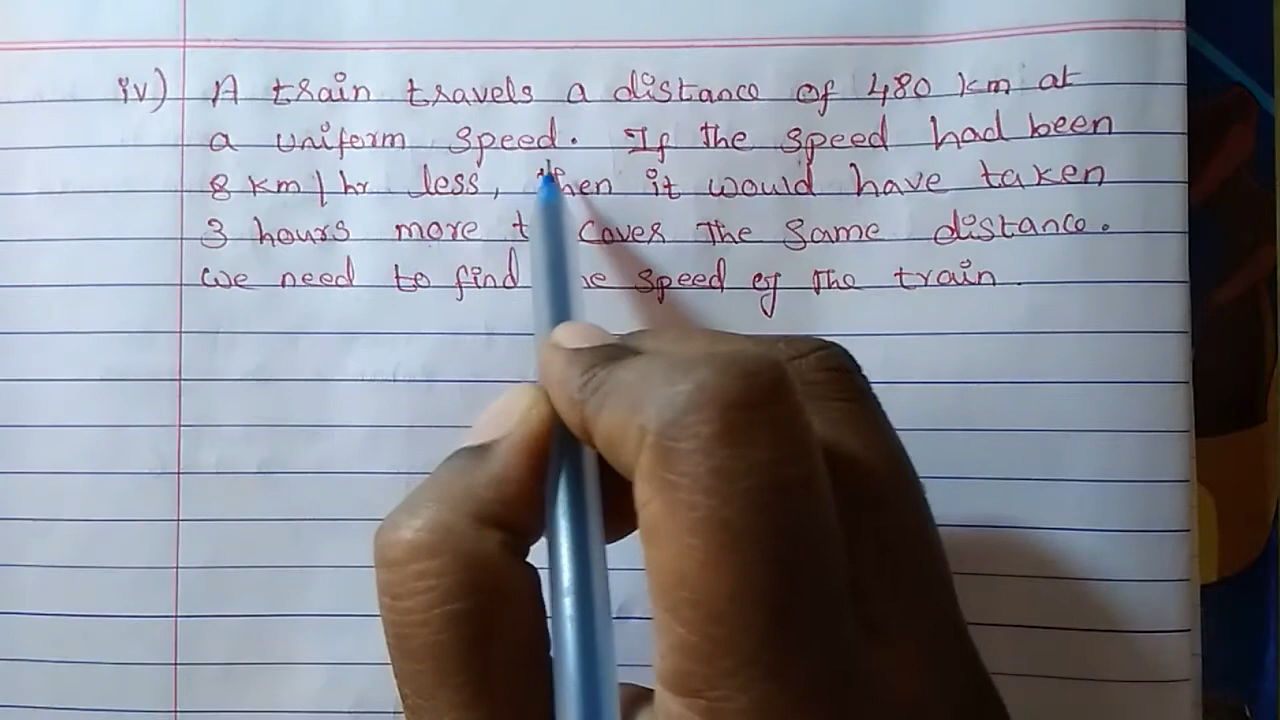 iv) A train travels a distance of 480 km at
a uniform speed. If the speed had been
8 km/hr less, then it would have taken
3 hours more t cover the same distance.
We need to find he speed of the train.